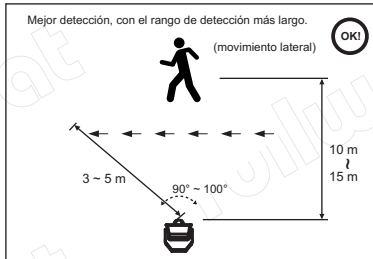 Mejor detección, con el rango de detección más largo.
OK!
(movimiento lateral)
10 m
~
15 m
3 ~ 5 m
90° ~ 100°